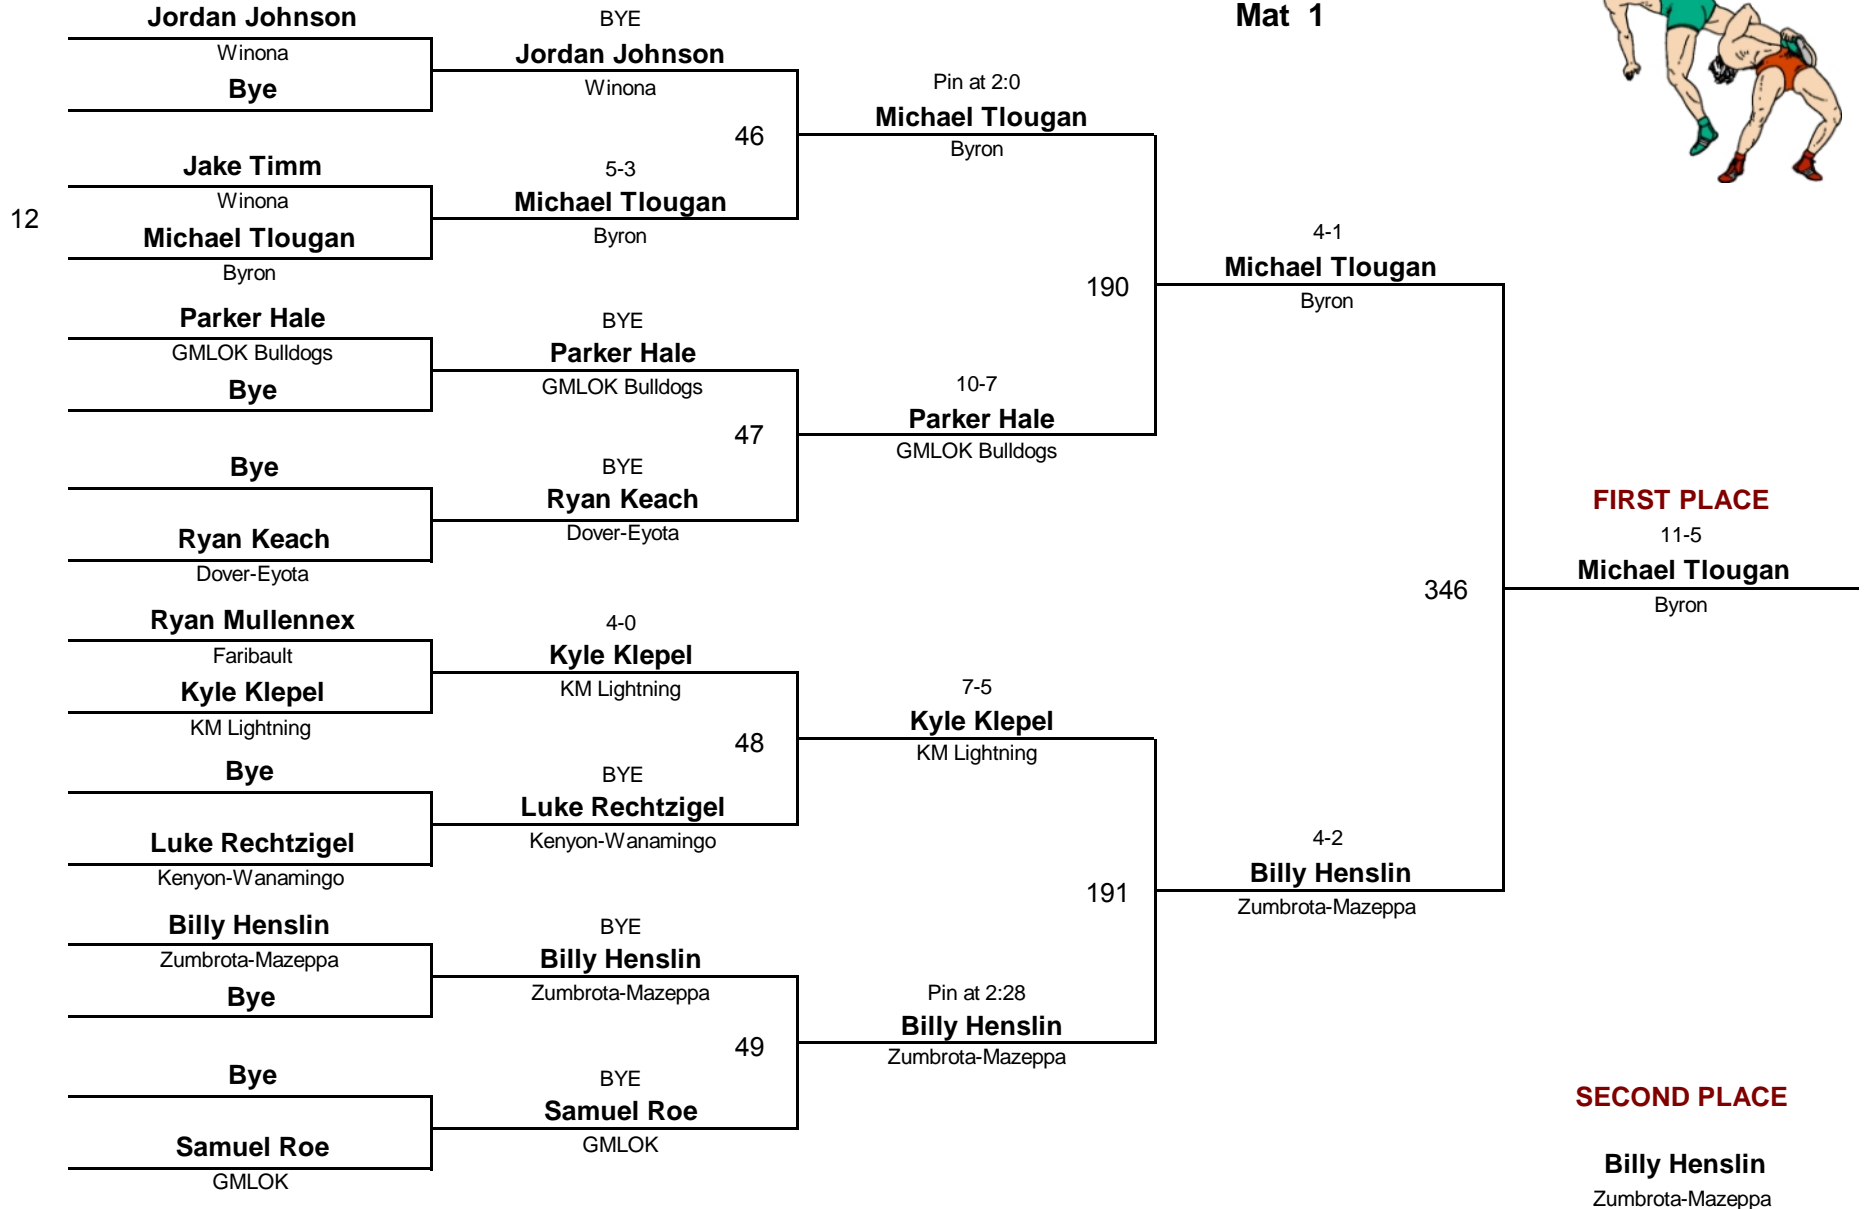 Mat 1
Jordan Johnson
Winona
Bye
Jake Timm
Winona
12
Michael Tlougan
Byron
Parker Hale
GMLOK Bulldogs
Bye
Bye
Ryan Keach
Dover-Eyota
Ryan Mullennex
Faribault
Kyle Klepel
KM Lightning
Bye
Luke Rechtzigel
Kenyon-Wanamingo
Billy Henslin
Zumbrota-Mazeppa
Bye
Bye
Samuel Roe
GMLOK
BYE
Jordan Johnson
Winona
46
5-3
Michael Tlougan
Byron
BYE
Parker Hale
GMLOK Bulldogs
47
BYE
Ryan Keach
Dover-Eyota
4-0
Kyle Klepel
KM Lightning
48
BYE
Luke Rechtzigel
Kenyon-Wanamingo
BYE
Billy Henslin
Zumbrota-Mazeppa
49
BYE
Samuel Roe
GMLOK
Pin at 2:0
Michael Tlougan
Byron
190
10-7
Parker Hale
GMLOK Bulldogs
7-5
Kyle Klepel
KM Lightning
191
Pin at 2:28
Billy Henslin
Zumbrota-Mazeppa
4-1
Michael Tlougan
Byron
346
4-2
Billy Henslin
Zumbrota-Mazeppa
FIRST PLACE
11-5
Michael Tlougan
Byron
SECOND PLACE
Billy Henslin
Zumbrota-Mazeppa